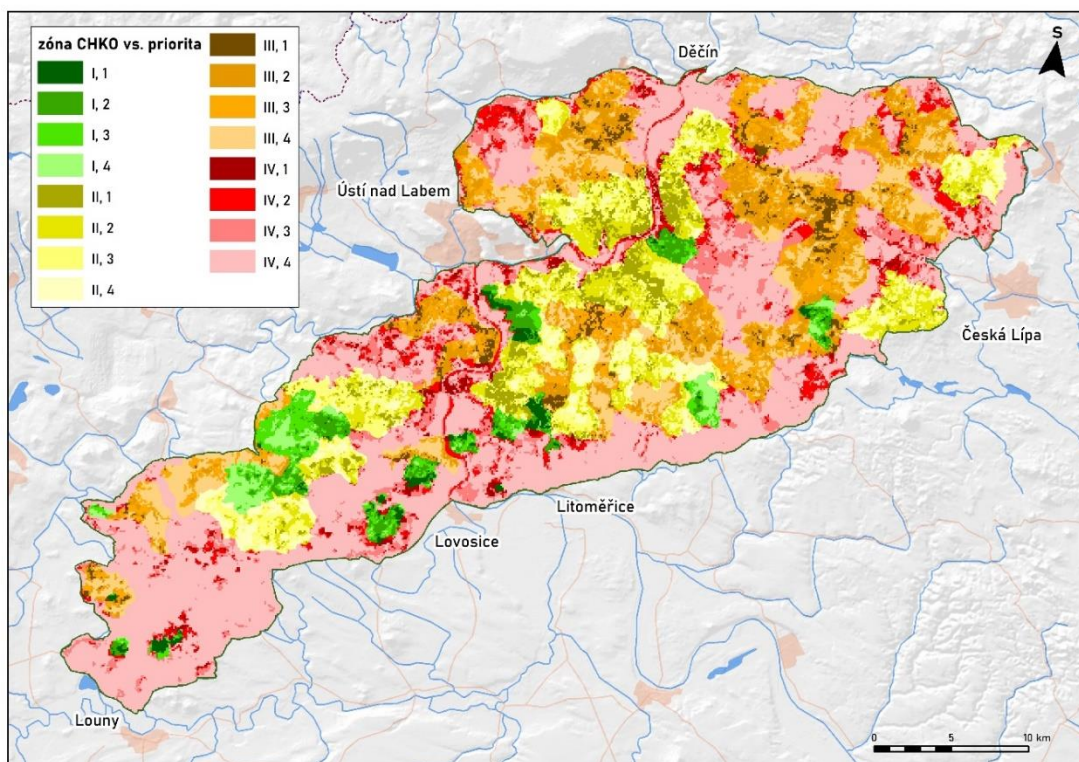 zóna CHKO vs. priorita
I, 1
I, 2
I, 3
I, 4
II, 1
II, 2
II, 3
II, 4
III, 1
III, 2
III, 3
III, 4
IV, 1
IV, 2
IV, 3
IV, 4
Děčín
S
Ústí nad Labem
Česká Lípa
Litoměřice
Lovosice
Louny
0 5 10 km